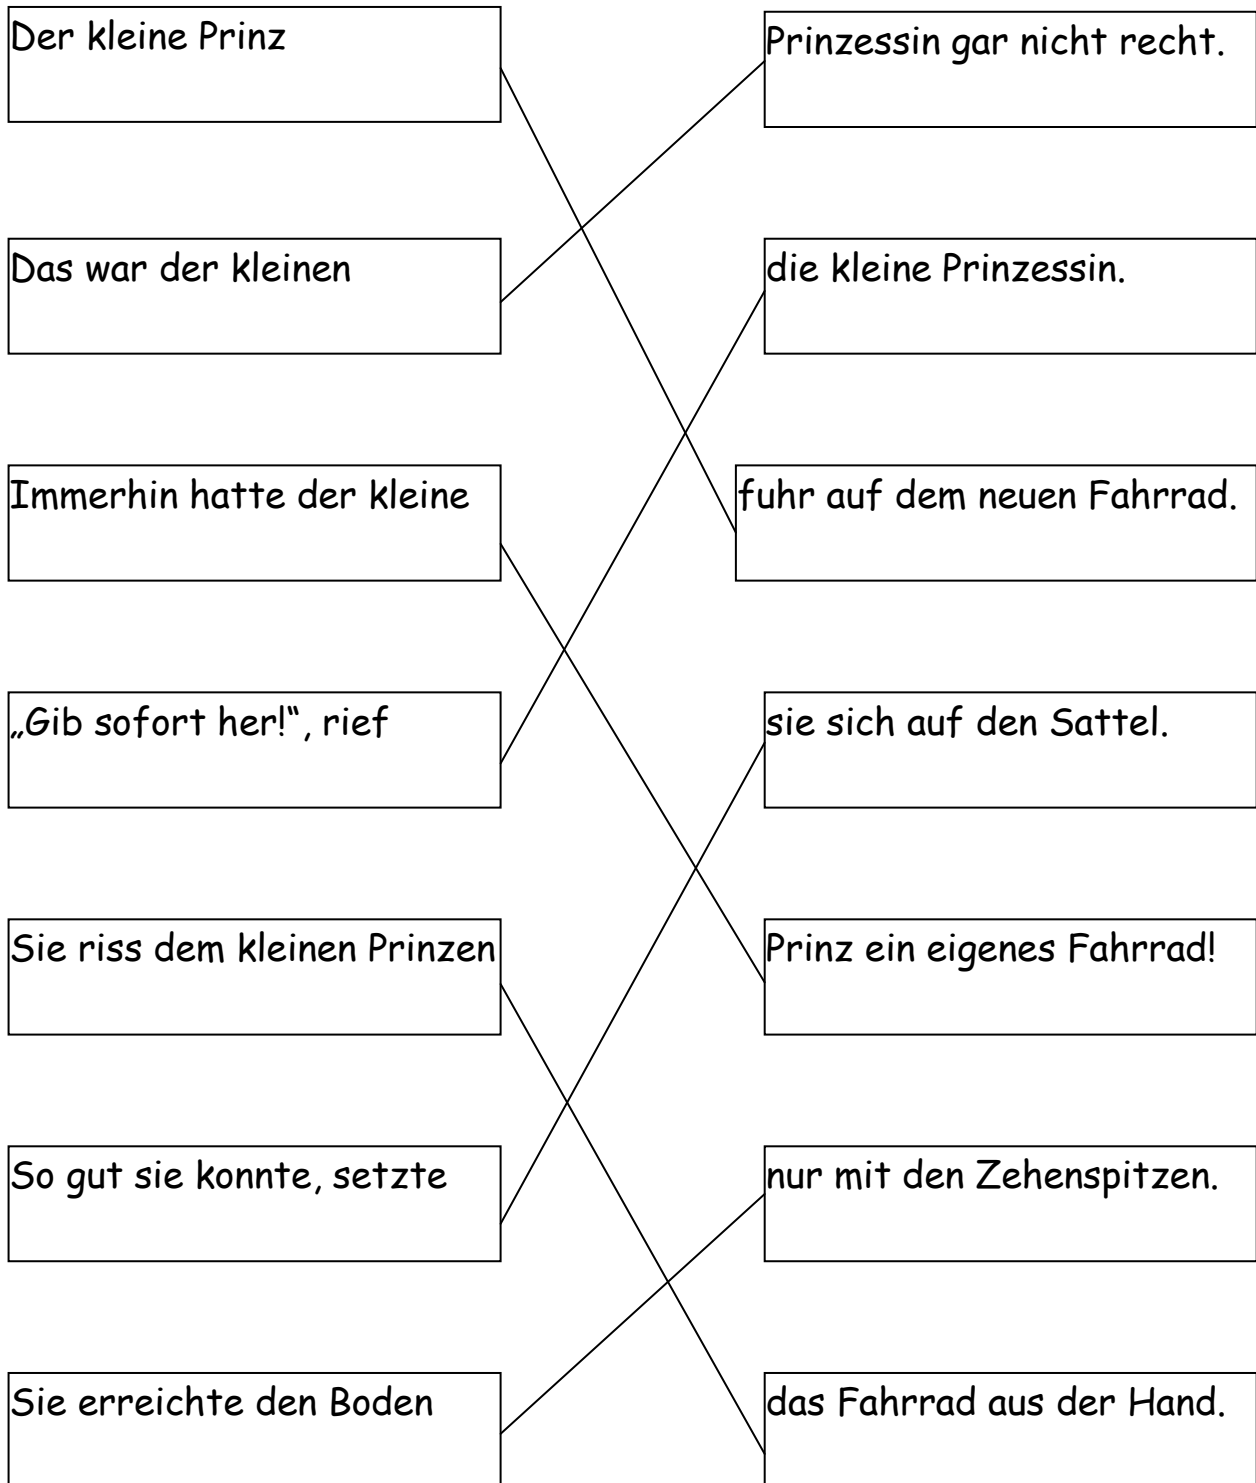 Der kleine Prinz
Prinzessin gar nicht recht.
Das war der kleinen
die kleine Prinzessin.
Immerhin hatte der kleine
fuhr auf dem neuen Fahrrad.
„Gib sofort her!“, rief
sie sich auf den Sattel.
Sie riss dem kleinen Prinzen
Prinz ein eigenes Fahrrad!
So gut sie konnte, setzte
nur mit den Zehenspitzen.
Sie erreichte den Boden
das Fahrrad aus der Hand.